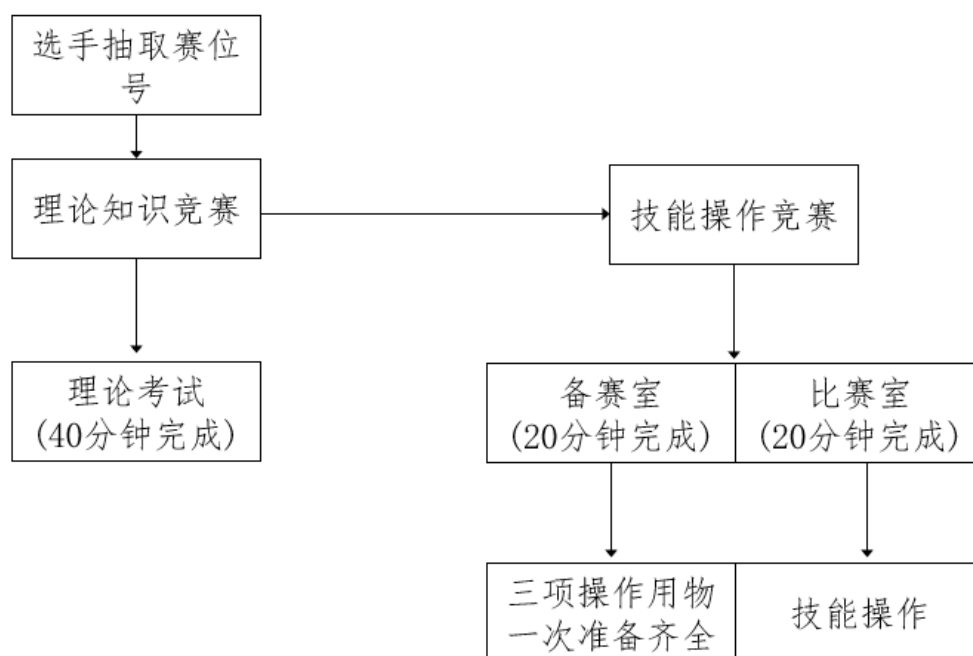 选手抽取赛位
号
理论知识竞赛
技能操作竞赛
理论考试
(40分钟完成)
备赛室
(20分钟完成)
比赛室
(20分钟完成)
三项操作用物
一次准备齐全
技能操作